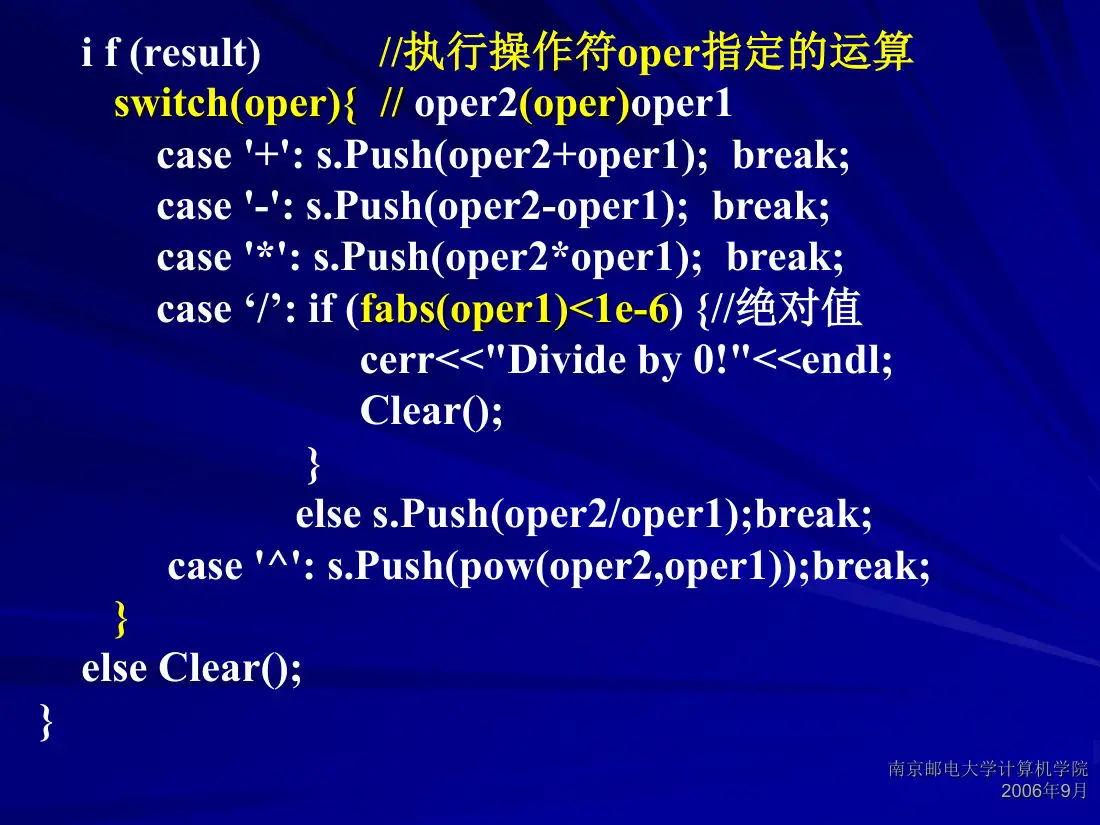 i f (result) //执行操作符oper指定的运算
switch(oper){ // oper2(oper)oper1
case '+': s.Push(oper2+oper1); break;
case '-': s.Push(oper2-oper1); break;
case '*': s.Push(oper2*oper1); break;
case ‘/’: if (fabs(oper1)<1e-6) {//绝对值
cerr<<"Divide by 0!"<<endl;
Clear();
}
else s.Push(oper2/oper1);break;
case '^': s.Push(pow(oper2,oper1));break;
}
else Clear();
}
南京邮电大学计算机学院
2006年9月